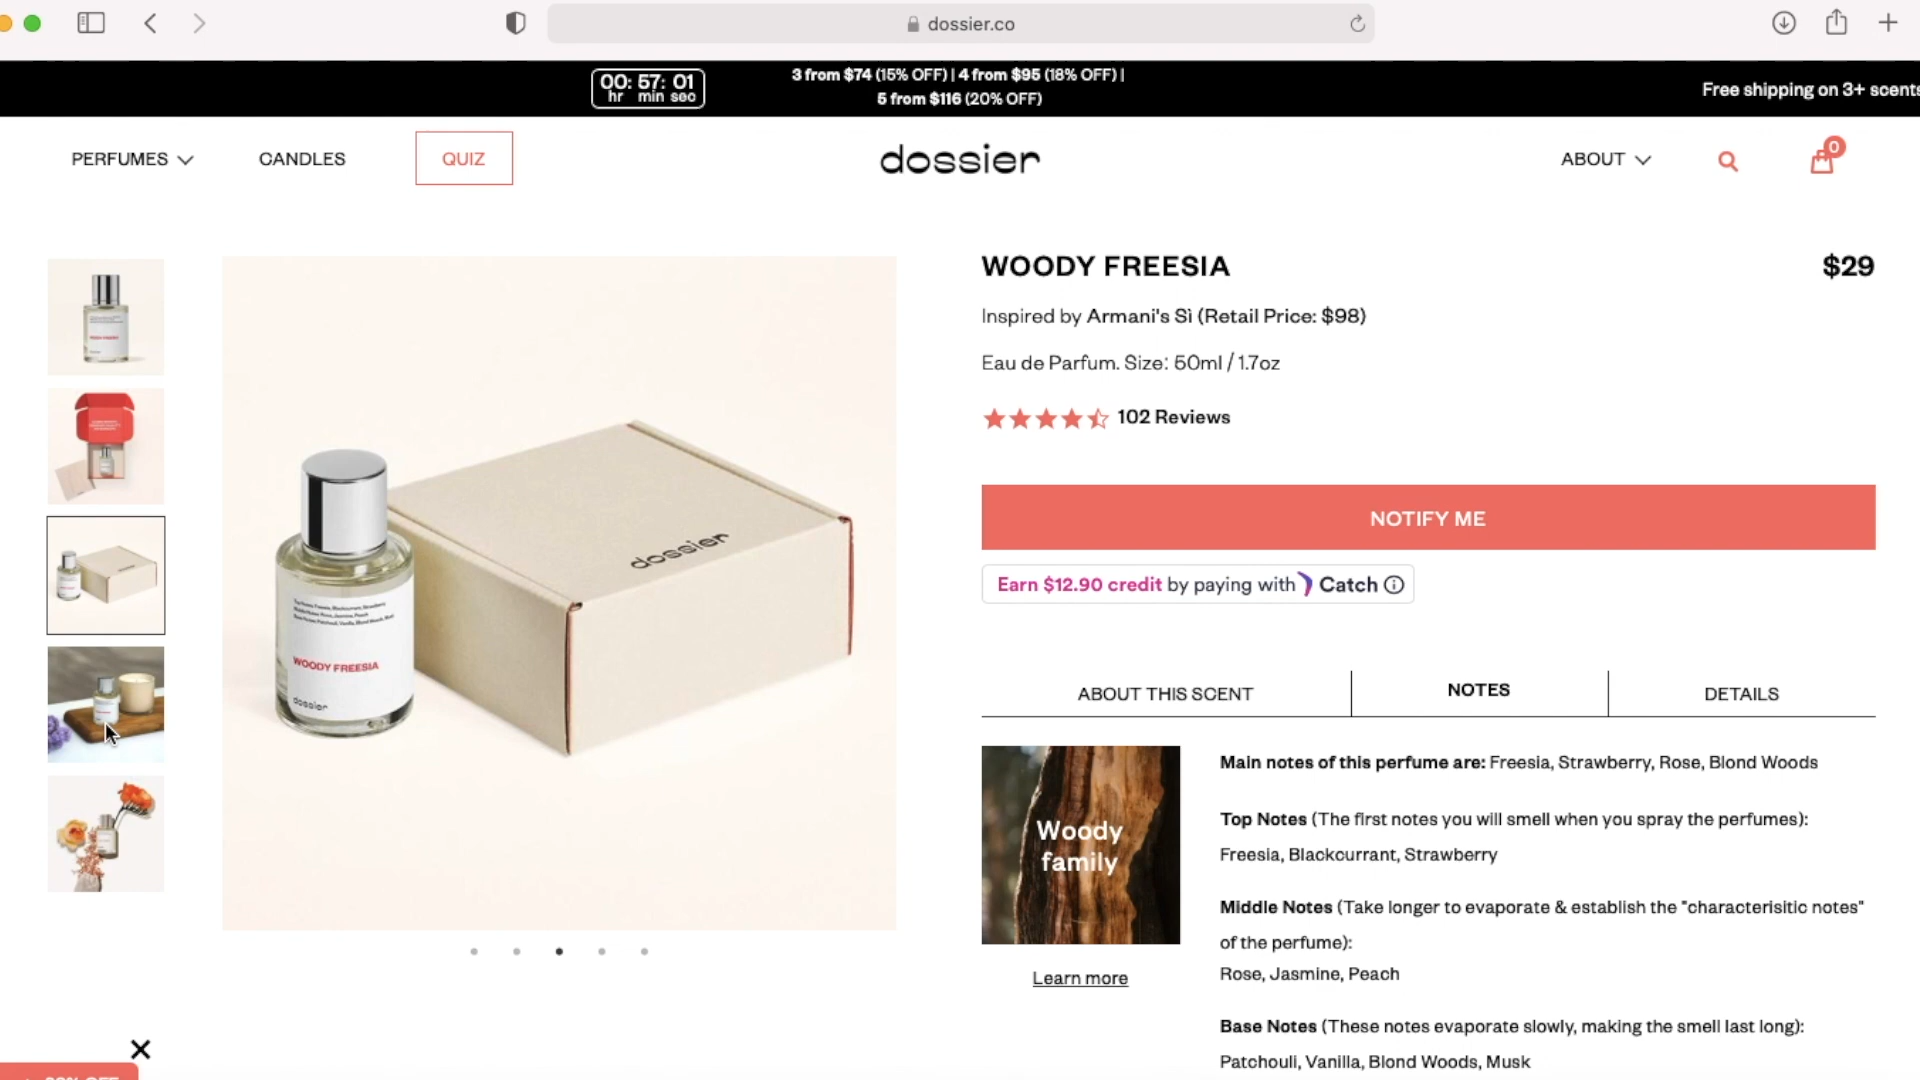 dossier.co
00: 57: 01
hr min sec
3 from $74 (15% OFF) | 4 from $95 (18% OFF) |
5 from $116 (20% OFF)
Free shipping on 3+ scents
PERFUMES
CANDLES
QUIZ
dossier
ABOUT
0
WOODY FREESIA
$29
Inspired by Armani's Sì (Retail Price: $98)
Eau de Parfum. Size: 50ml / 1.7oz
102 Reviews
NOTIFY ME
Earn $12.90 credit by paying with Catch
dossier
WOODY FREESIA
dossier
ABOUT THIS SCENT
NOTES
DETAILS
Woody
family
Learn more
Main notes of this perfume are: Freesia, Strawberry, Rose, Blond Woods
Top Notes (The first notes you will smell when you spray the perfumes):
Freesia, Blackcurrant, Strawberry
Middle Notes (Take longer to evaporate & establish the "characterisitic notes"
of the perfume):
Rose, Jasmine, Peach
Base Notes (These notes evaporate slowly, making the smell last long):
Patchouli, Vanilla, Blond Woods, Musk